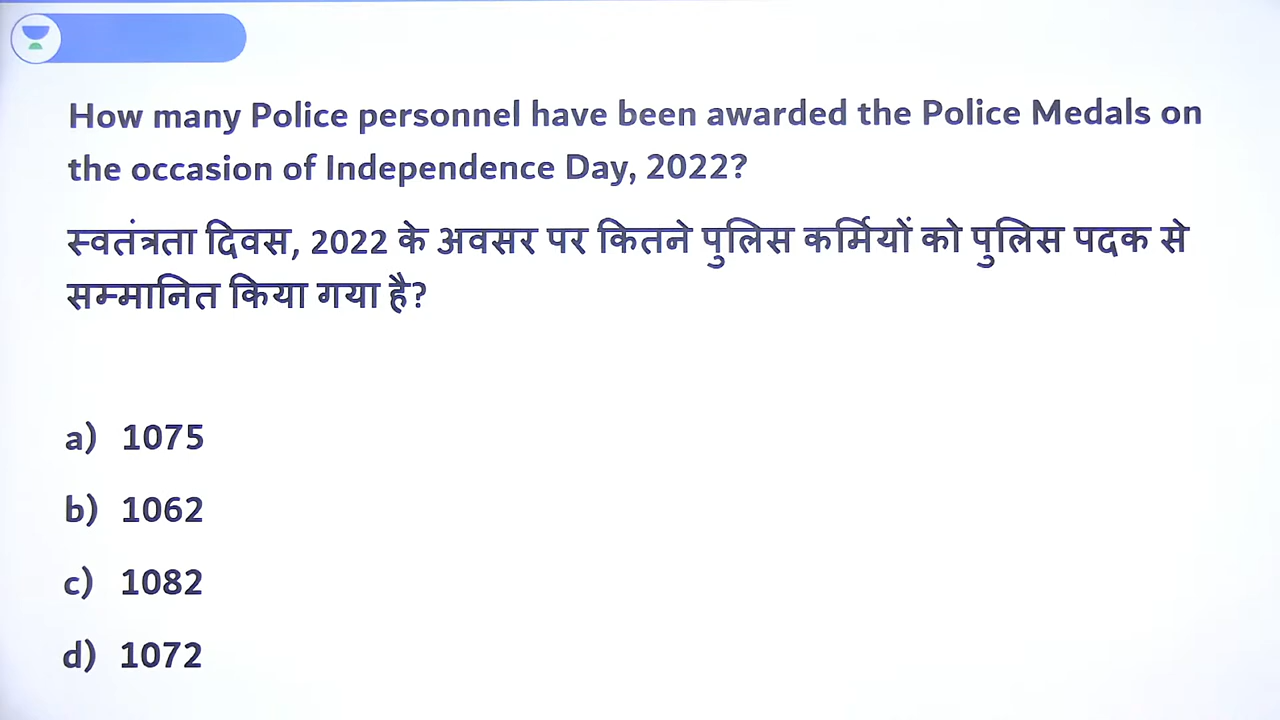 How many Police personnel have been awarded the Police Medals on
the occasion of Independence Day, 2022?
स्वतंत्रता दिवस, 2022 के अवसर पर कितने पुलिस कर्मियों को पुलिस पदक से
सम्मानित किया गया है?
a) 1075
b) 1062
c) 1082
d) 1072